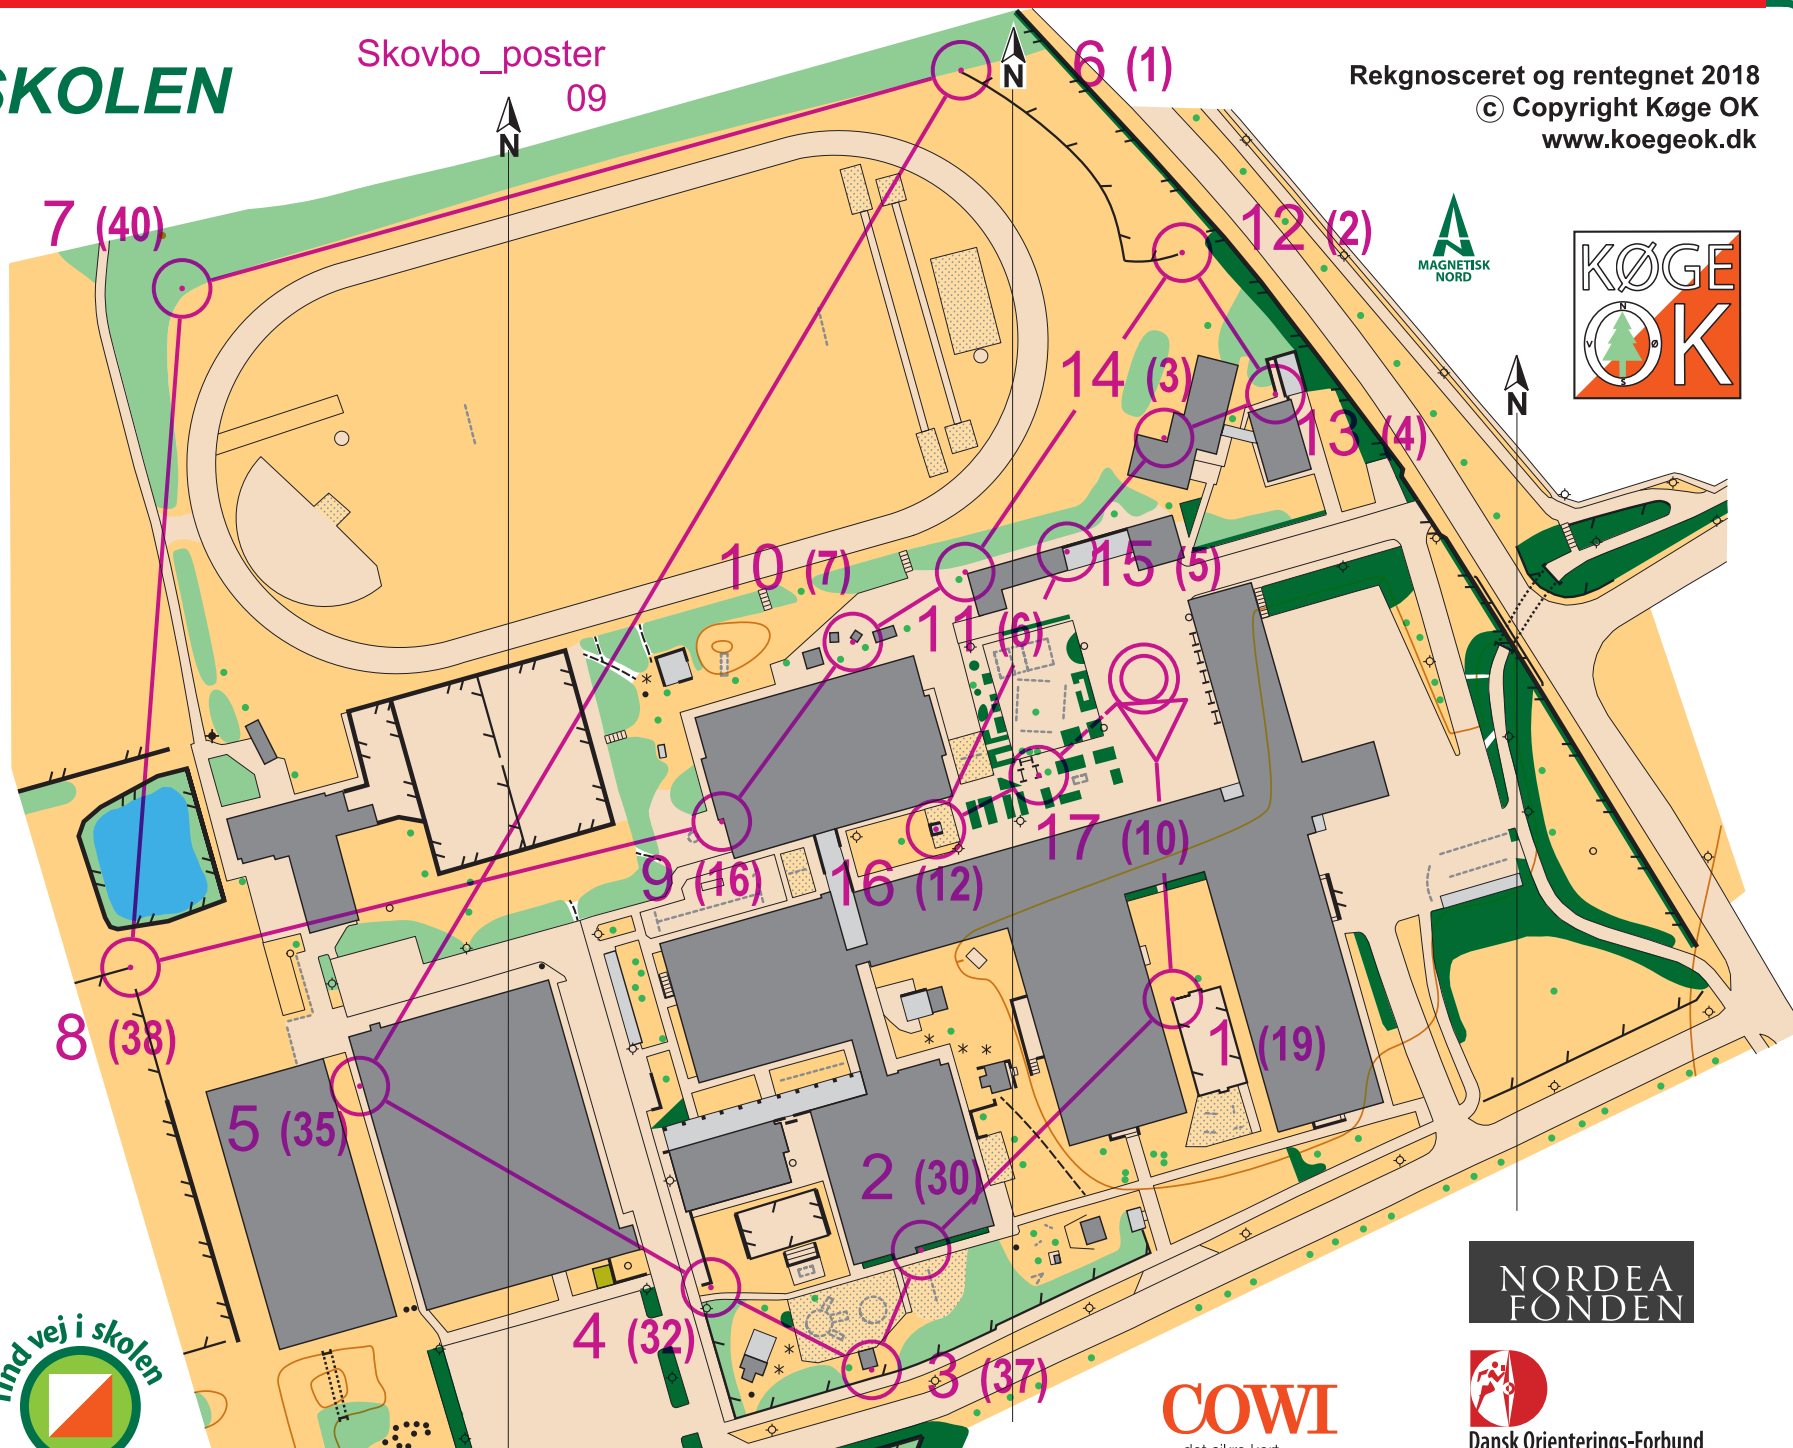 SKOLEN
Skovbo_poster
09
Rekgnosceret og rentegnet 2018
© Copyright Køge OK
www.koegeok.dk
N
N
N
MAGNETISK
NORD
KØGE
OK
N
V
Ø
S
6 (1)
7 (40)
12 (2)
14 (3)
13 (4)
10 (7)
15 (5)
11 (6)
9 (16)
16 (12)
17 (10)
8 (38)
1 (19)
5 (35)
2 (30)
4 (32)
3 (37)
find vej i skolen
NORDEA
FONDEN
COWI
Dansk Orienterings-Forbund